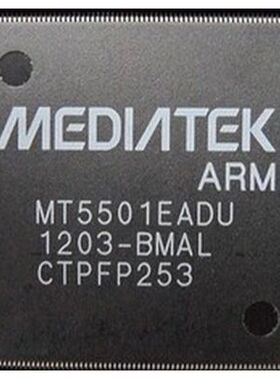 MEDIATEK
ARM
MT5501EADU
1203-BMAL
CTPFP253